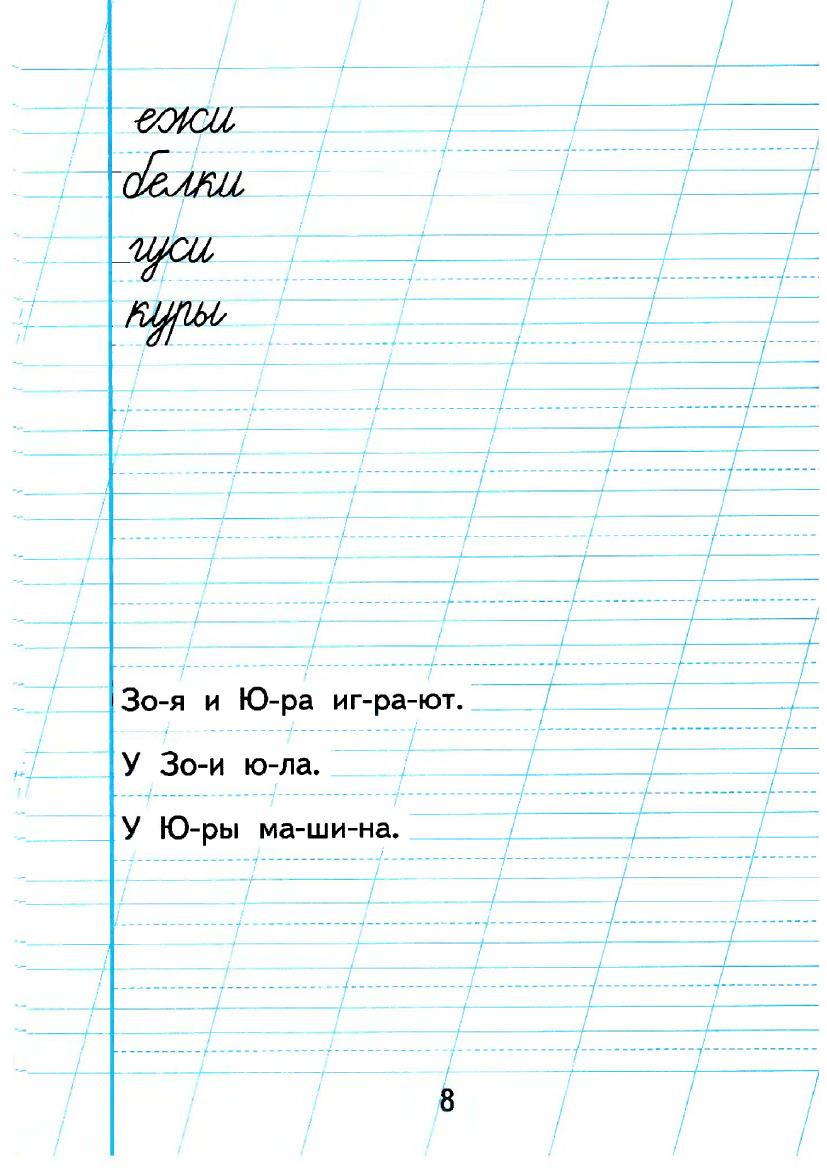 ежи
белки
гуси
куры
Зо-я и Ю-ра иг-ра-ют.
У Зо-и ю-ла.
У Ю-ры ма-ши-на.
8